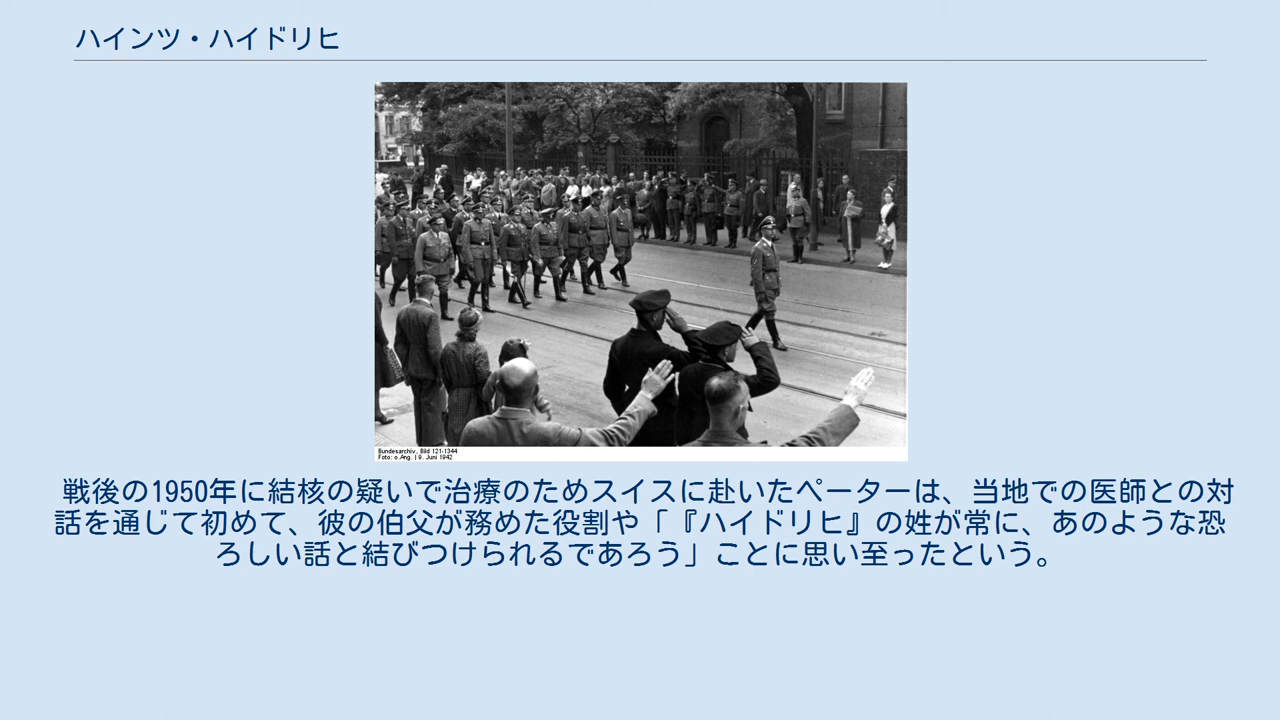 ハインツ・ハイドリヒ
Bundesarchiv, Bild 121-1344
Foto: o.Ang. | 9. Juni 1942
戦後の1950年に結核の疑いで治療のためスイスに赴いたペーターは、当地での医師との対
話を通じて初めて、彼の伯父が務めた役割や「『ハイドリヒ』の姓が常に、あのような恐
ろしい話と結びつけられるであろう」ことに思い至ったという。